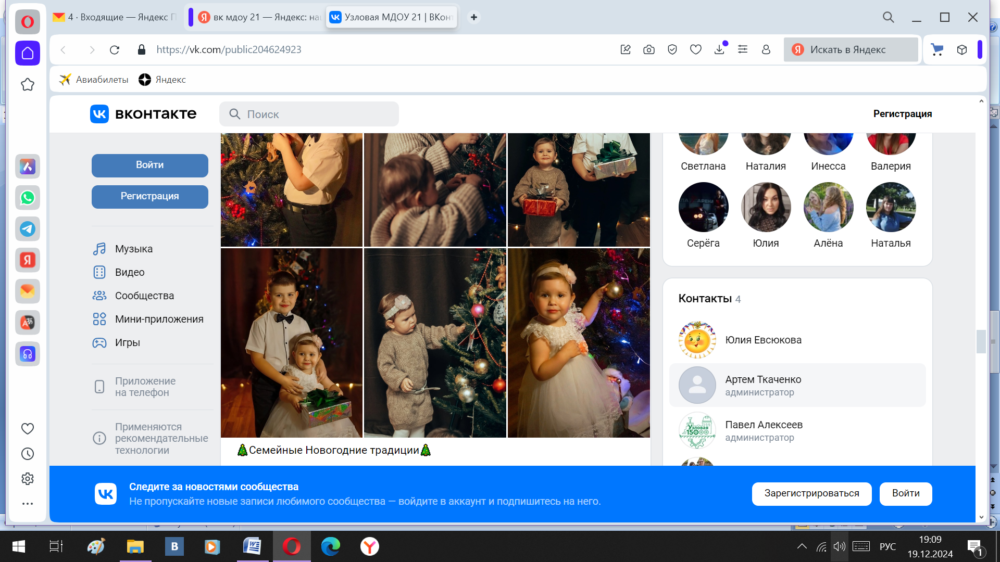 4 · Входящие — Яндекс П
вк мдоу 21 — Яндекс: на
Узловая МДОУ 21 | ВКонт
https://vk.com/public204624923
Искать в Яндекс
Авиабилеты
Яндекс
вконтакте
Поиск
Регистрация
Войти
Регистрация
Музыка
Видео
Сообщества
Мини-приложения
Игры
Приложение
на телефон
Применяются
рекомендательные
технологии
🎄Семейные Новогодние традиции🎄
Светлана
Наталия
Инесса
Валерия
Серёга
Юлия
Алёна
Наталья
Контакты 4
Юлия Евсюкова
Артем Ткаченко
администратор
Узловая
15000
Павел Алексеев
администратор
Следите за новостями сообщества
Не пропускайте новые записи любимого сообщества — войдите в аккаунт и подпишитесь на него.
Зарегистрироваться
Войти
РУС
19:09
19.12.2024
1